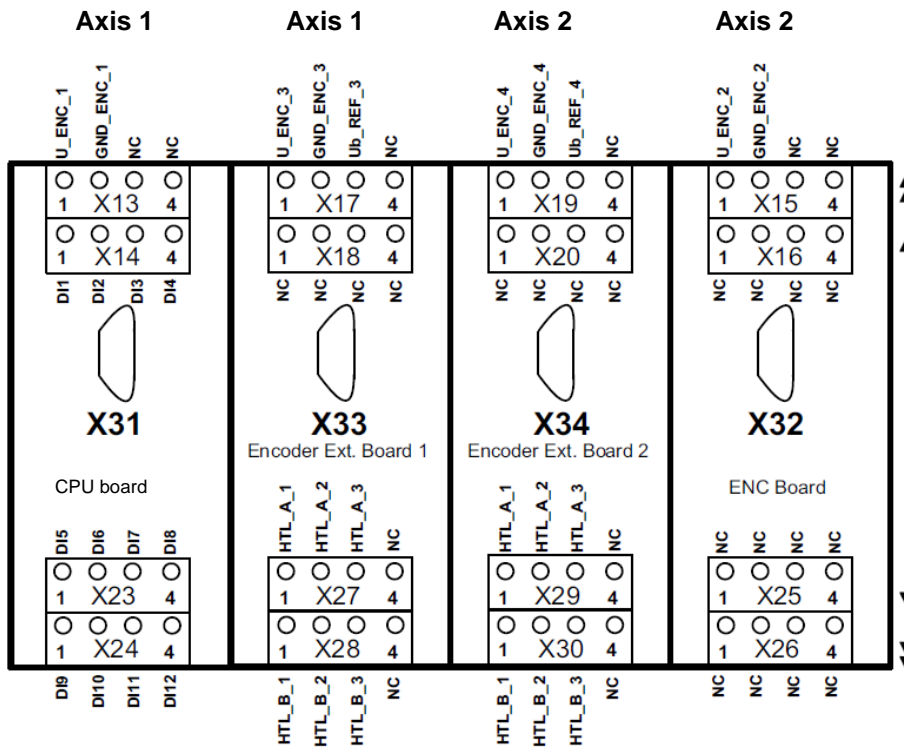 Axis 1 Axis 1 Axis 2 Axis 2
U_ENC_1 GND_ENC_1 NC NC U_ENC_3 GND_ENC_3 Ub_REF_3 NC U_ENC_4 GND_ENC_4 Ub_REF_4 NC U_ENC_2 GND_ENC_2 NC NC
1 X13 4 1 X17 4 1 X19 4 1 X15 4
1 X14 4 1 X18 4 1 X20 4 1 X16 4
DI1 DI2 DI3 DI4 NC NC NC NC NC NC NC NC NC NC NC NC
X31 X33 X34 X32
Encoder Ext. Board 1 Encoder Ext. Board 2
CPU board ENC Board
DI5 DI6 DI7 DI8 HTL_A_1 HTL_A_2 HTL_A_3 NC HTL_A_1 HTL_A_2 HTL_A_3 NC NC NC NC NC
1 X23 4 1 X27 4 1 X29 4 1 X25 4
1 X24 4 1 X28 4 1 X30 4 1 X26 4
DI9 DI10 DI11 DI12 HTL_B_1 HTL_B_2 HTL_B_3 NC HTL_B_1 HTL_B_2 HTL_B_3 NC NC NC NC NC